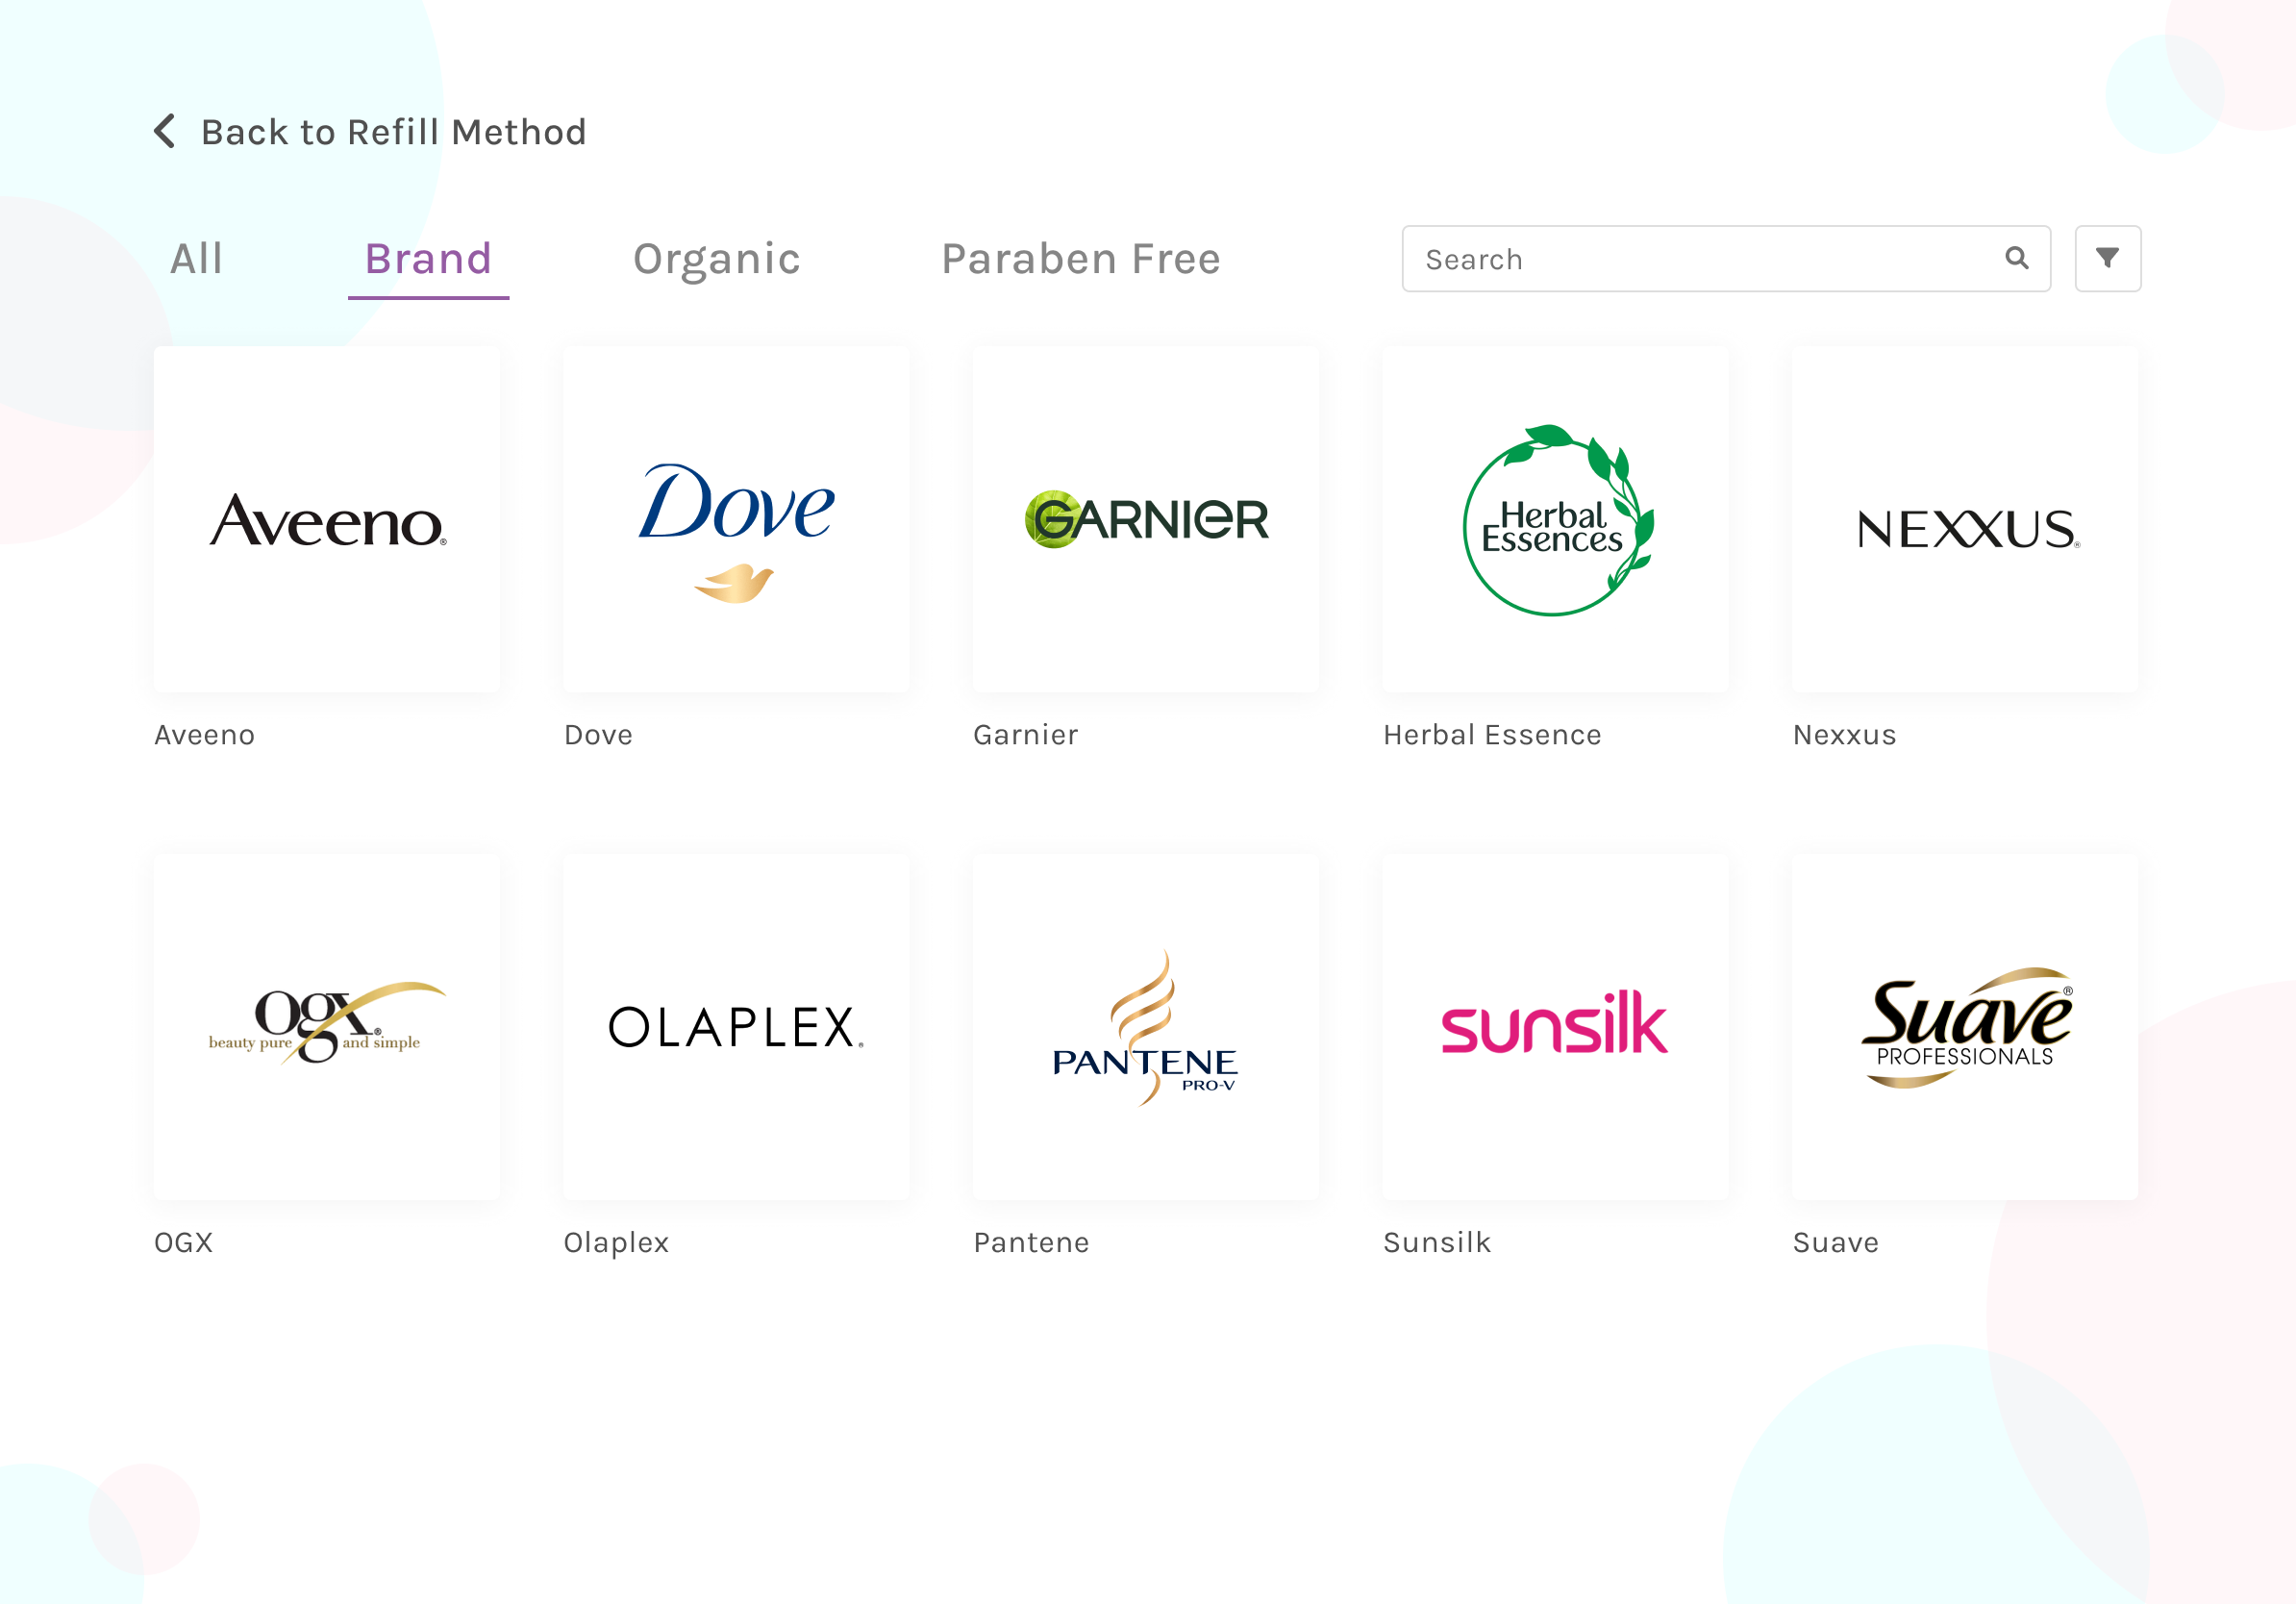 Back to Refill Method
All
Brand
Organic
Paraben Free
Search
Aveeno®
Dove
GARNIER
Herbal
Essences
NEXXUS®
Aveeno
Dove
Garnier
Herbal Essence
Nexxus
ogx®
beauty pure and simple
OLAPLEX®
PANTENE
PRO-V
sunsilk
Suave®
PROFESSIONALS
OGX
Olaplex
Pantene
Sunsilk
Suave